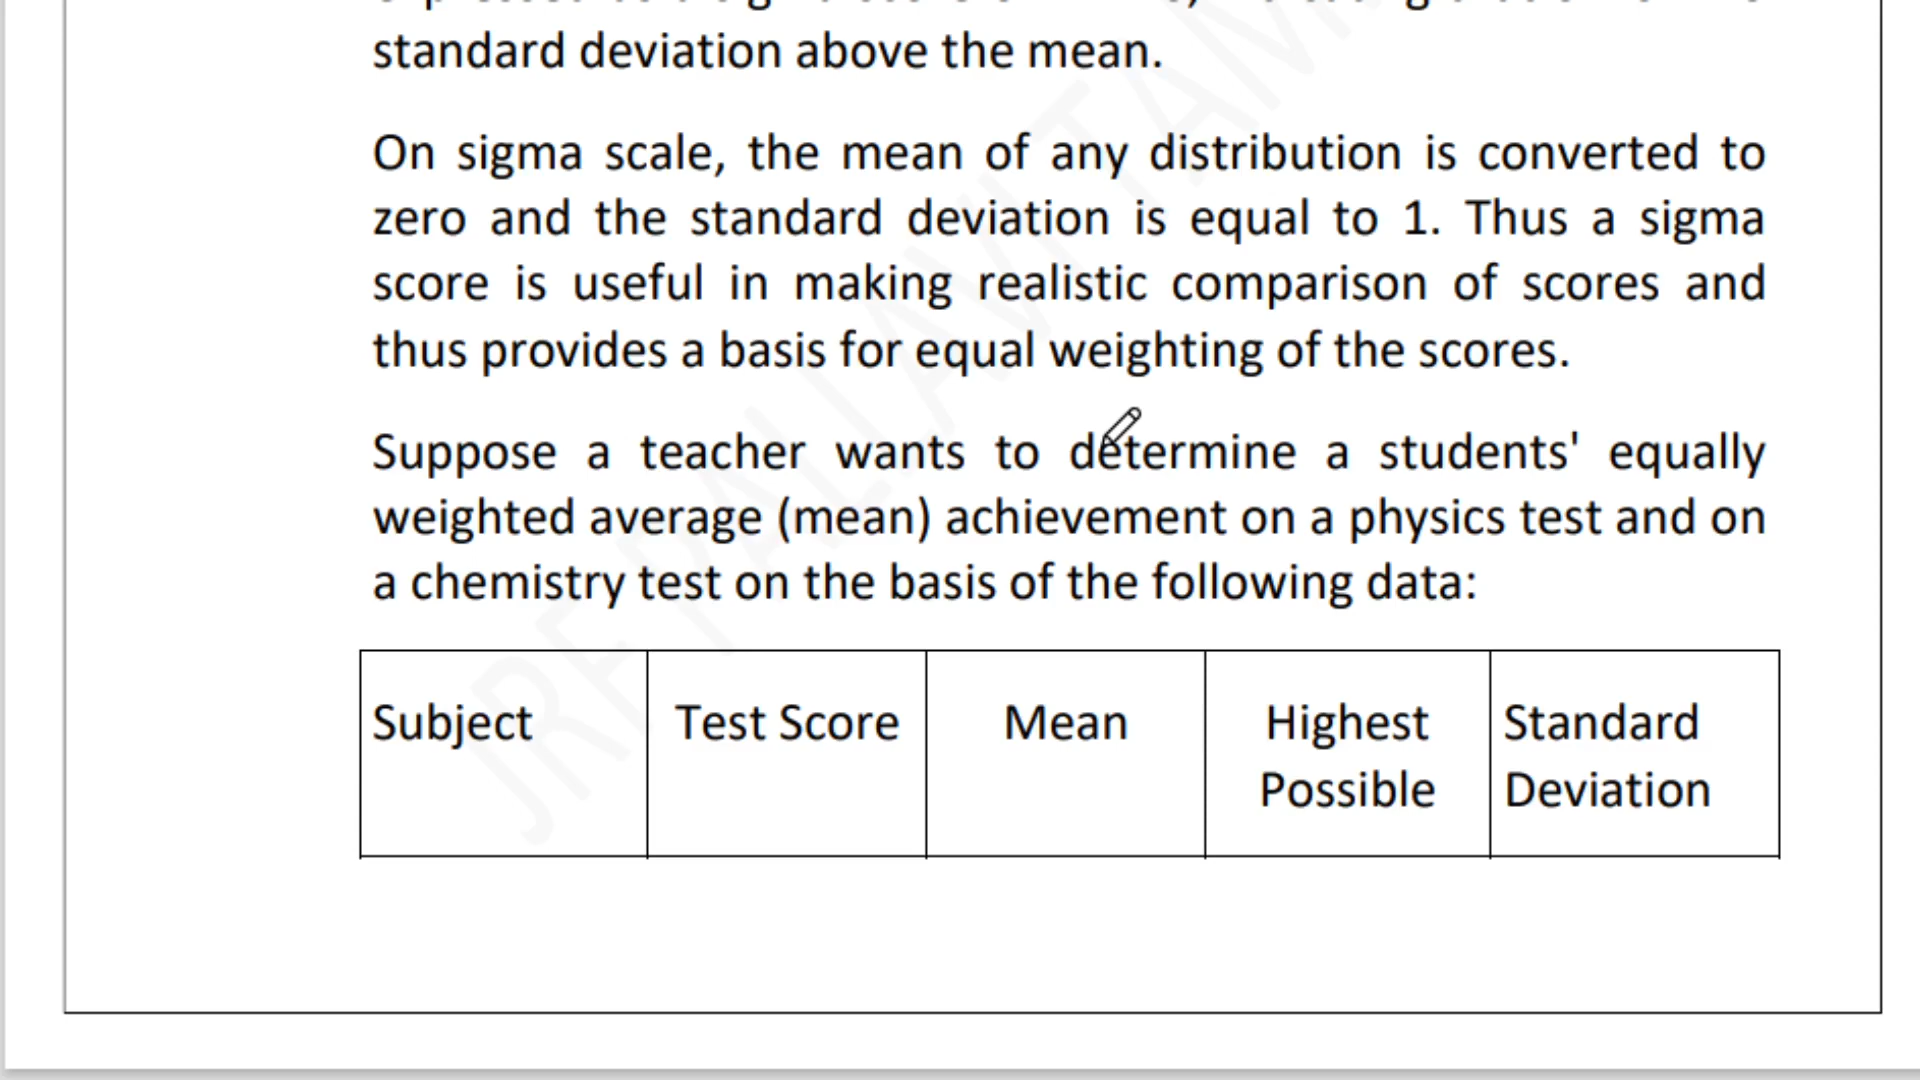 standard deviation above the mean.
On sigma scale, the mean of any distribution is converted to
zero and the standard deviation is equal to 1. Thus a sigma
score is useful in making realistic comparison of scores and
thus provides a basis for equal weighting of the scores.
Suppose a teacher wants to determine a students' equally
weighted average (mean) achievement on a physics test and on
a chemistry test on the basis of the following data:
Subject Test Score Mean Highest Standard
Possible Deviation
JRF PALLAVI TAM